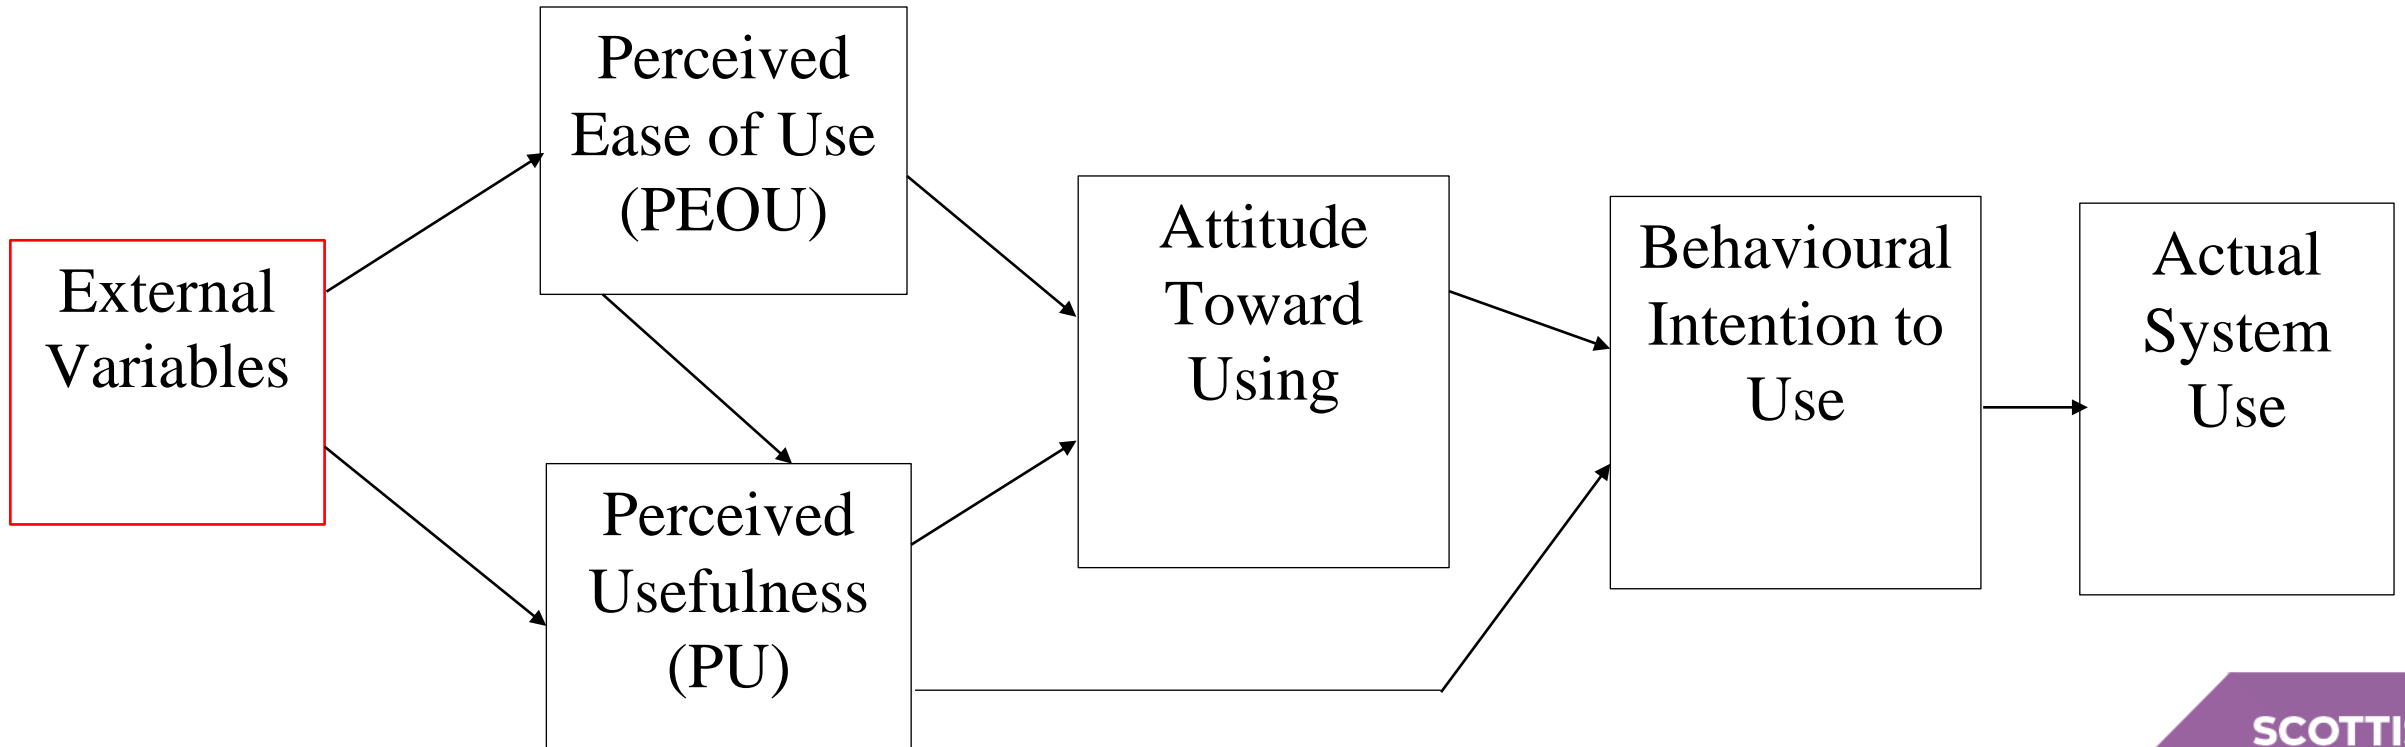 External
Variables
Perceived
Ease of Use
(PEOU)
Perceived
Usefulness
(PU)
Attitude
Toward
Using
Behavioural
Intention to
Use
Actual
System
Use